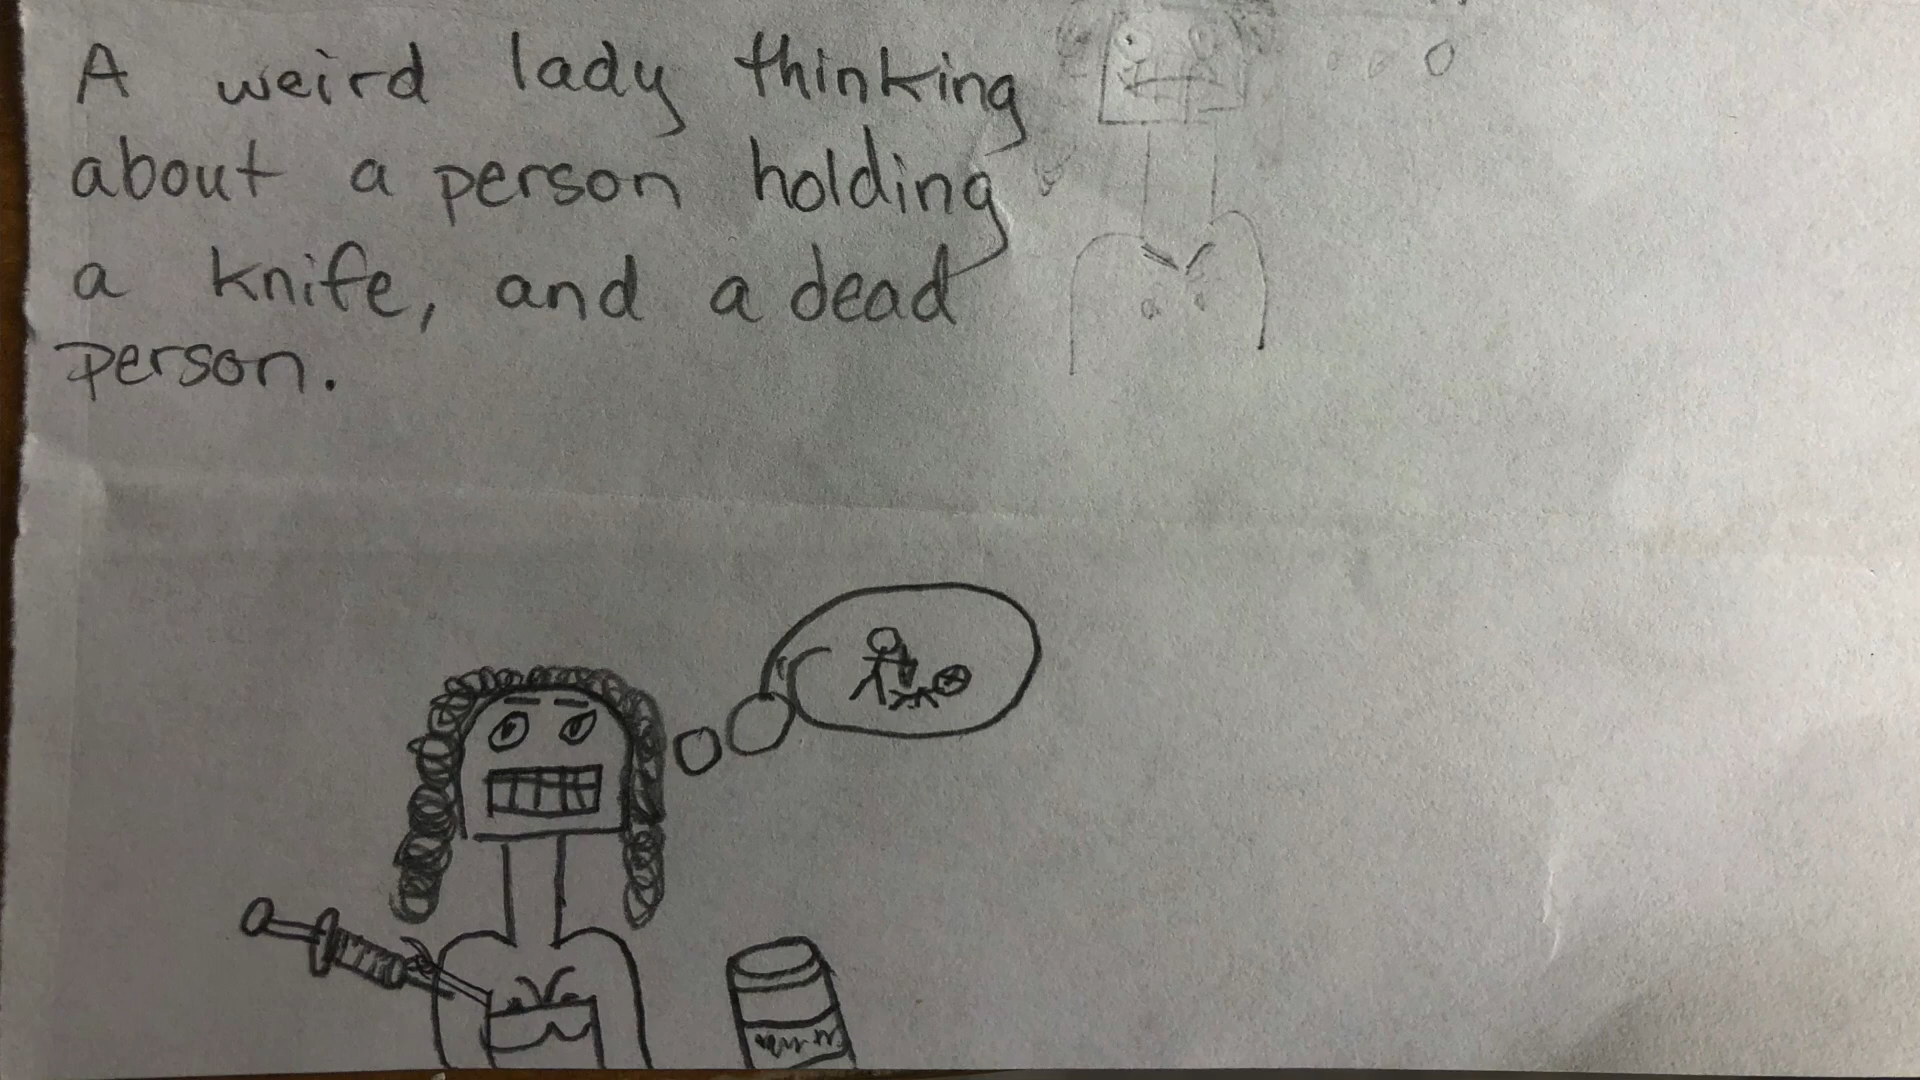 A weird lady thinking
about a person holding
a knife, and a dead
person.